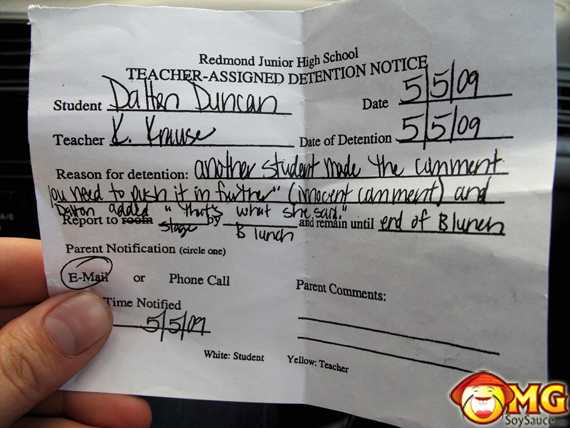 Redmond Junior High School
TEACHER-ASSIGNED DETENTION NOTICE
Student Dalton Duncan Date 5/5/09
Teacher K. Krause Date of Detention 5/5/09
Reason for detention: another student made the comment
"you need to push it in further" (innocent comment) and
Dalton added "that's what she said."
Report to room stage by B lunch and remain until end of B lunch
Parent Notification (circle one)
E-Mail or Phone Call Parent Comments:
Time Notified
5/5/09
White: Student Yellow: Teacher
OMG
SoySauce